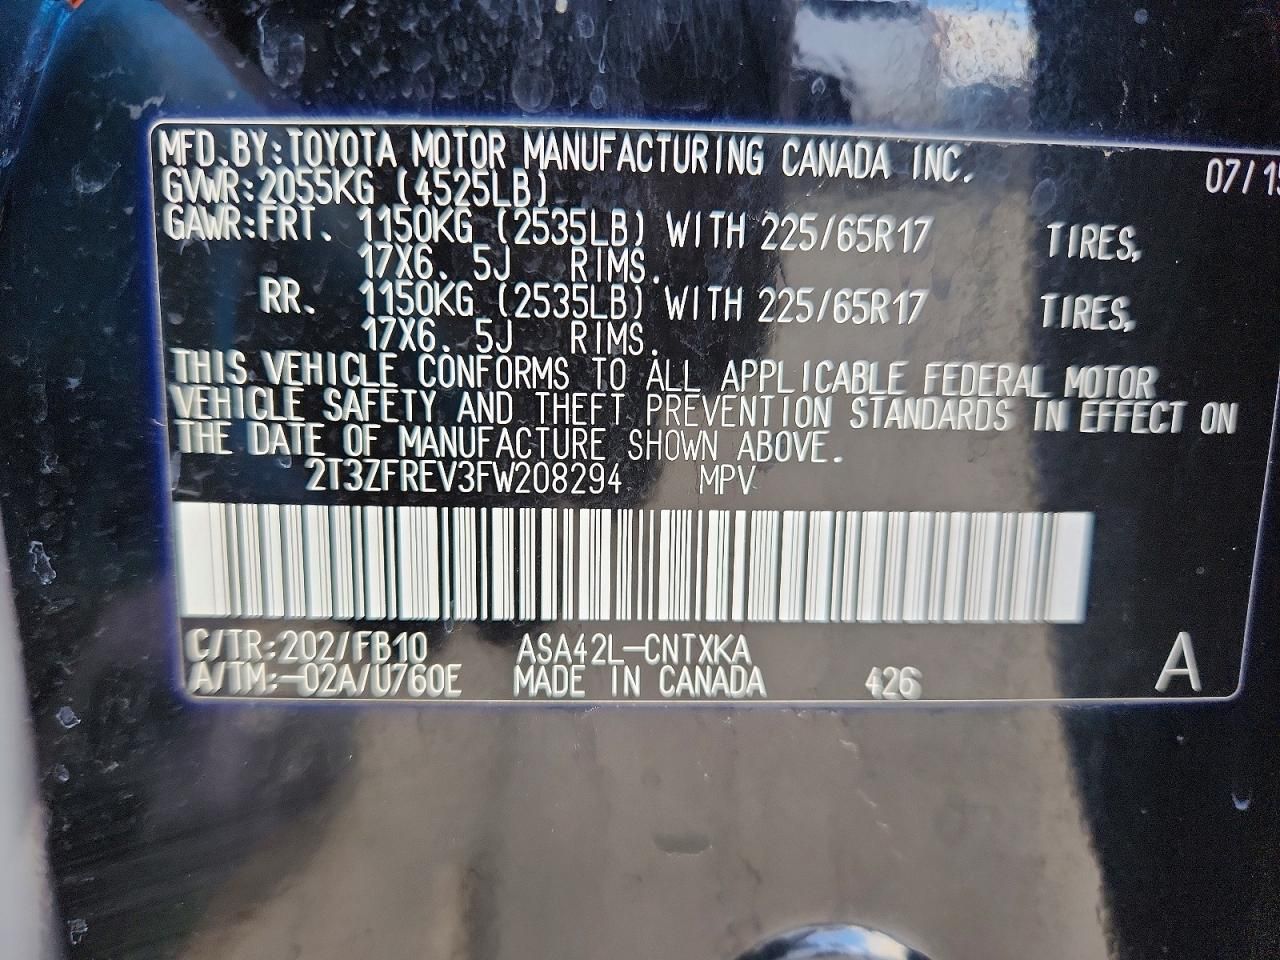 MFD.BY:TOYOTA MOTOR MANUFACTURING CANADA INC. 07/15
GVWR:2055KG (4525LB)
GAWR:FRT. 1150KG (2535LB) WITH 225/65R17 TIRES,
17X6. 5J RIMS.
RR. 1150KG (2535LB) WITH 225/65R17 TIRES,
17X6. 5J RIMS.
THIS VEHICLE CONFORMS TO ALL APPLICABLE FEDERAL MOTOR
VEHICLE SAFETY AND THEFT PREVENTION STANDARDS IN EFFECT ON
THE DATE OF MANUFACTURE SHOWN ABOVE.
2T3ZFREV3FW208294 MPV
C/TR:202/FB10 ASA42L-CNTXKA
A/TM:-02A/U760E MADE IN CANADA 426 A